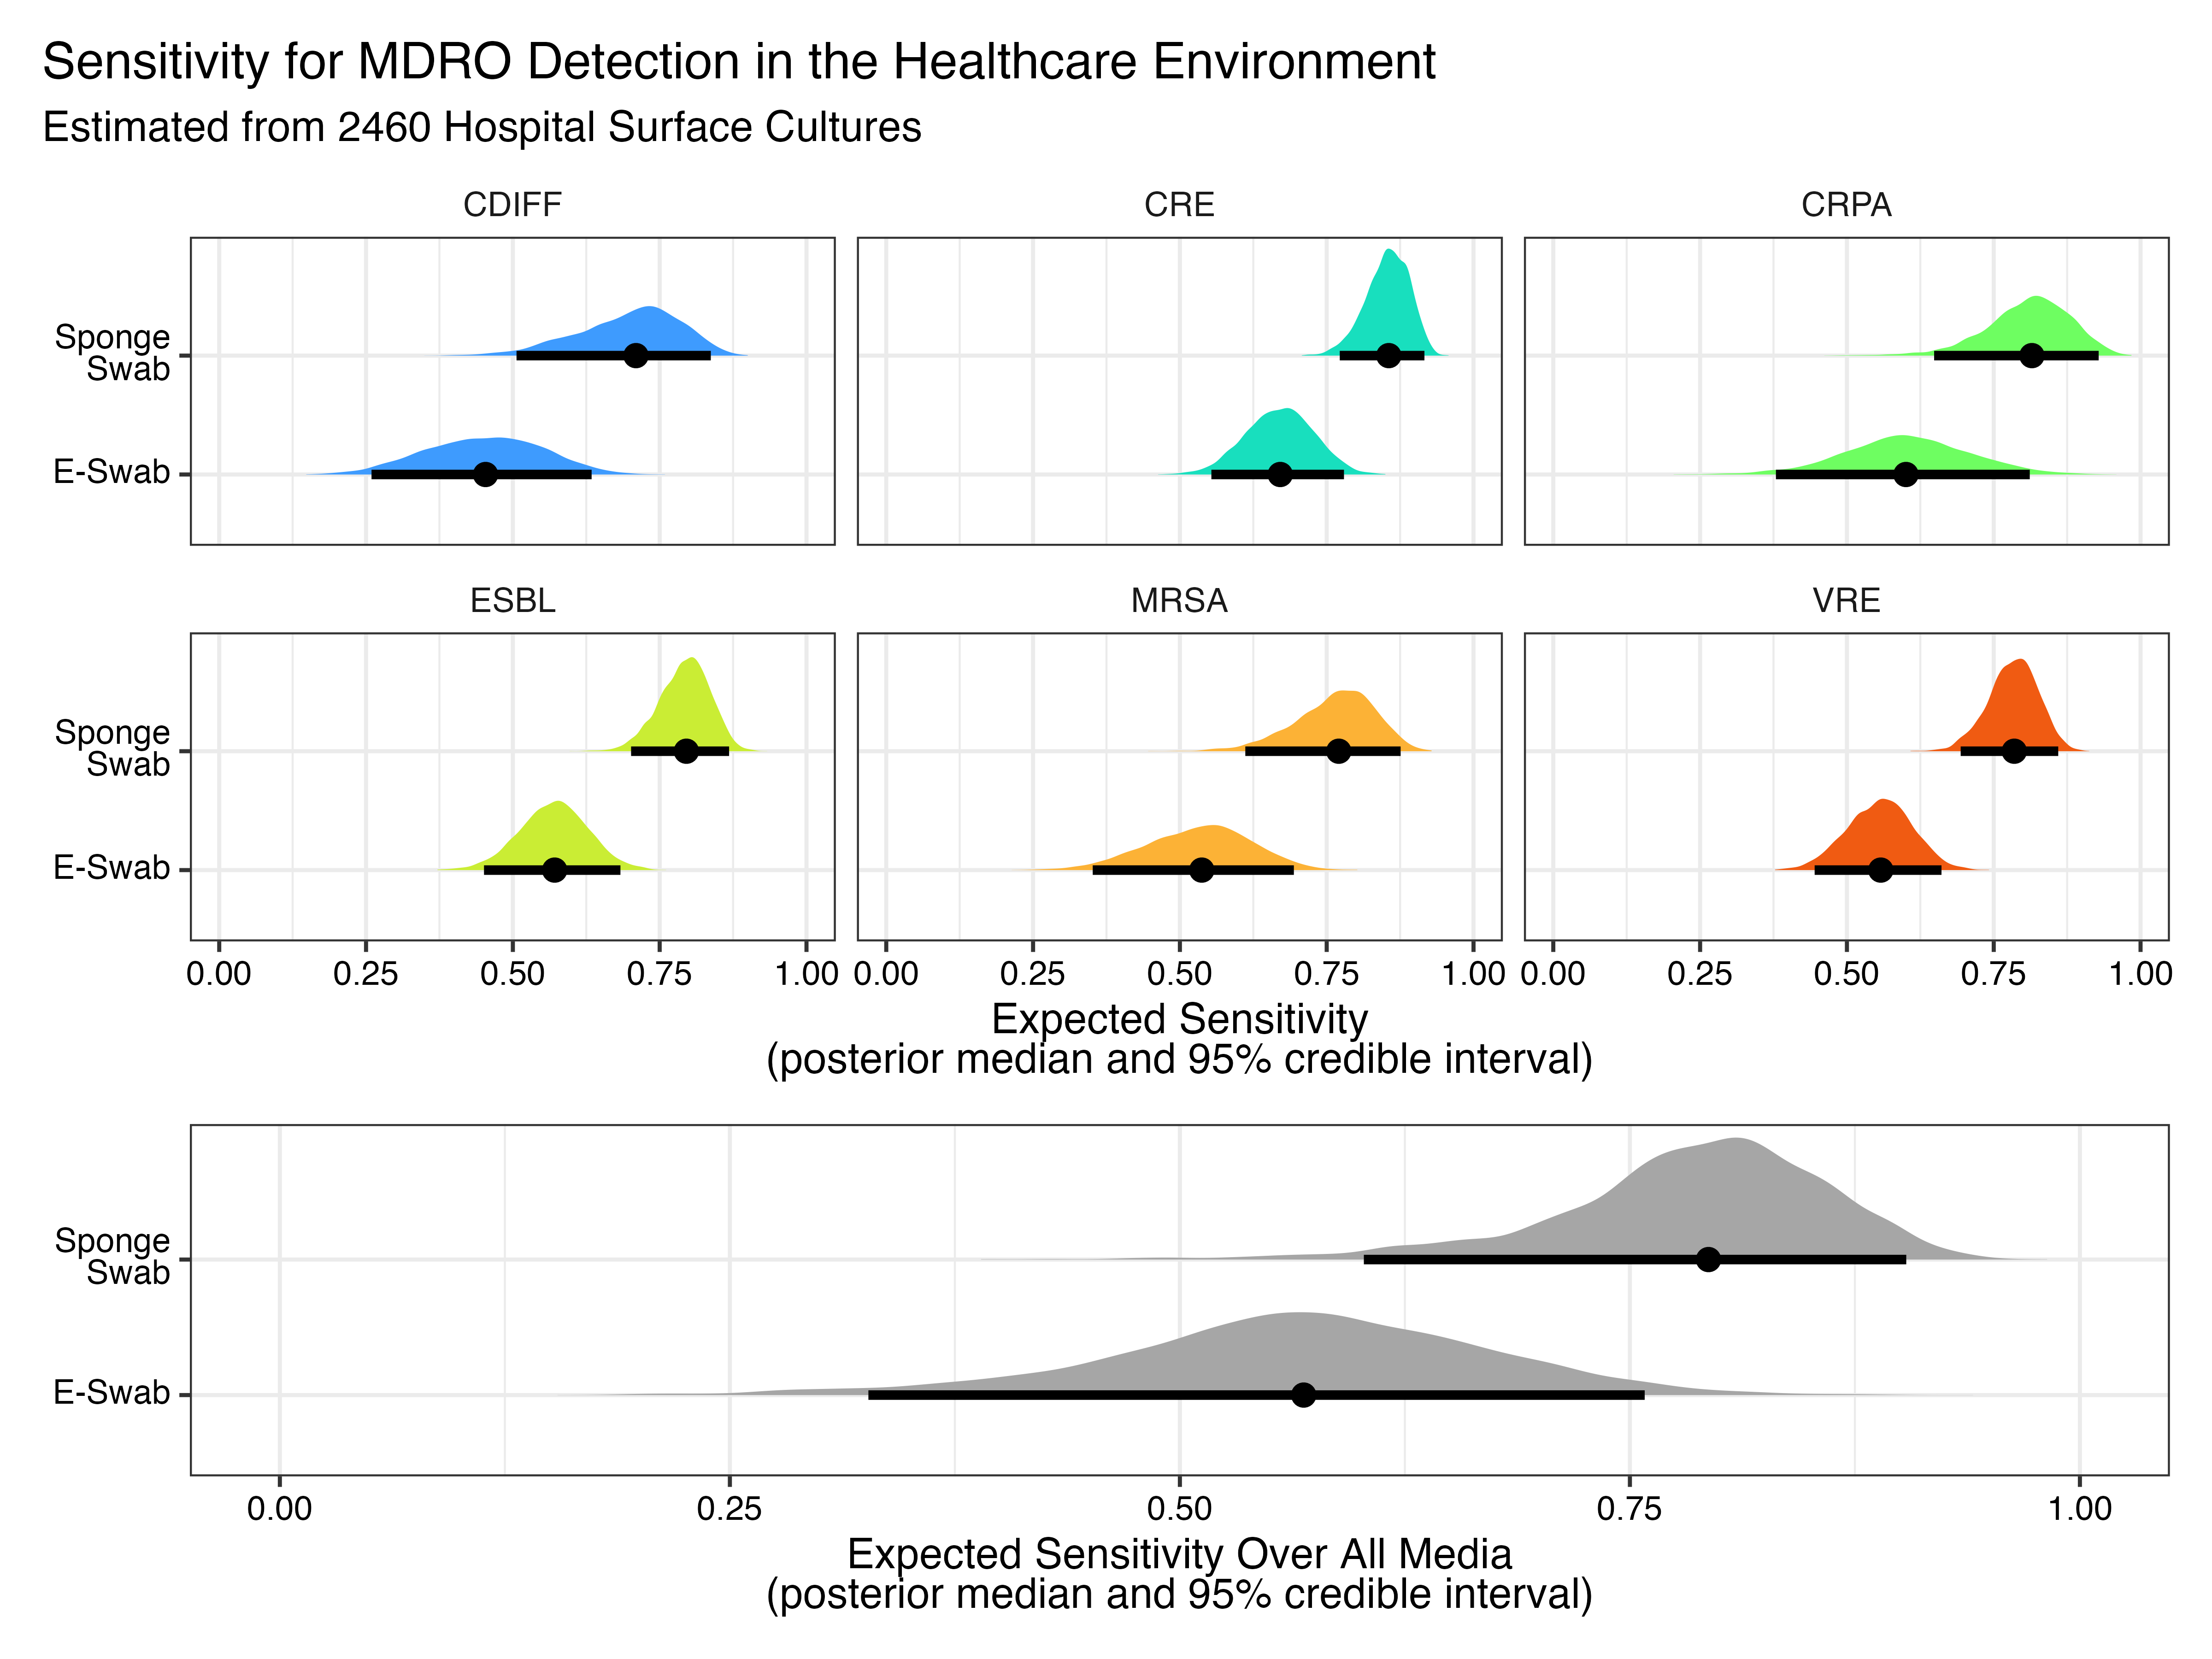 Sensitivity for MDRO Detection in the Healthcare Environment
Estimated from 2460 Hospital Surface Cultures
CDIFF
CRE
CRPA
Sponge
Swab
E-Swab
ESBL
MRSA
VRE
Sponge
Swab
E-Swab
0.00 0.25 0.50 0.75 1.00 0.00 0.25 0.50 0.75 1.00 0.00 0.25 0.50 0.75 1.00
Expected Sensitivity
(posterior median and 95% credible interval)
Sponge
Swab
E-Swab
0.00 0.25 0.50 0.75 1.00
Expected Sensitivity Over All Media
(posterior median and 95% credible interval)